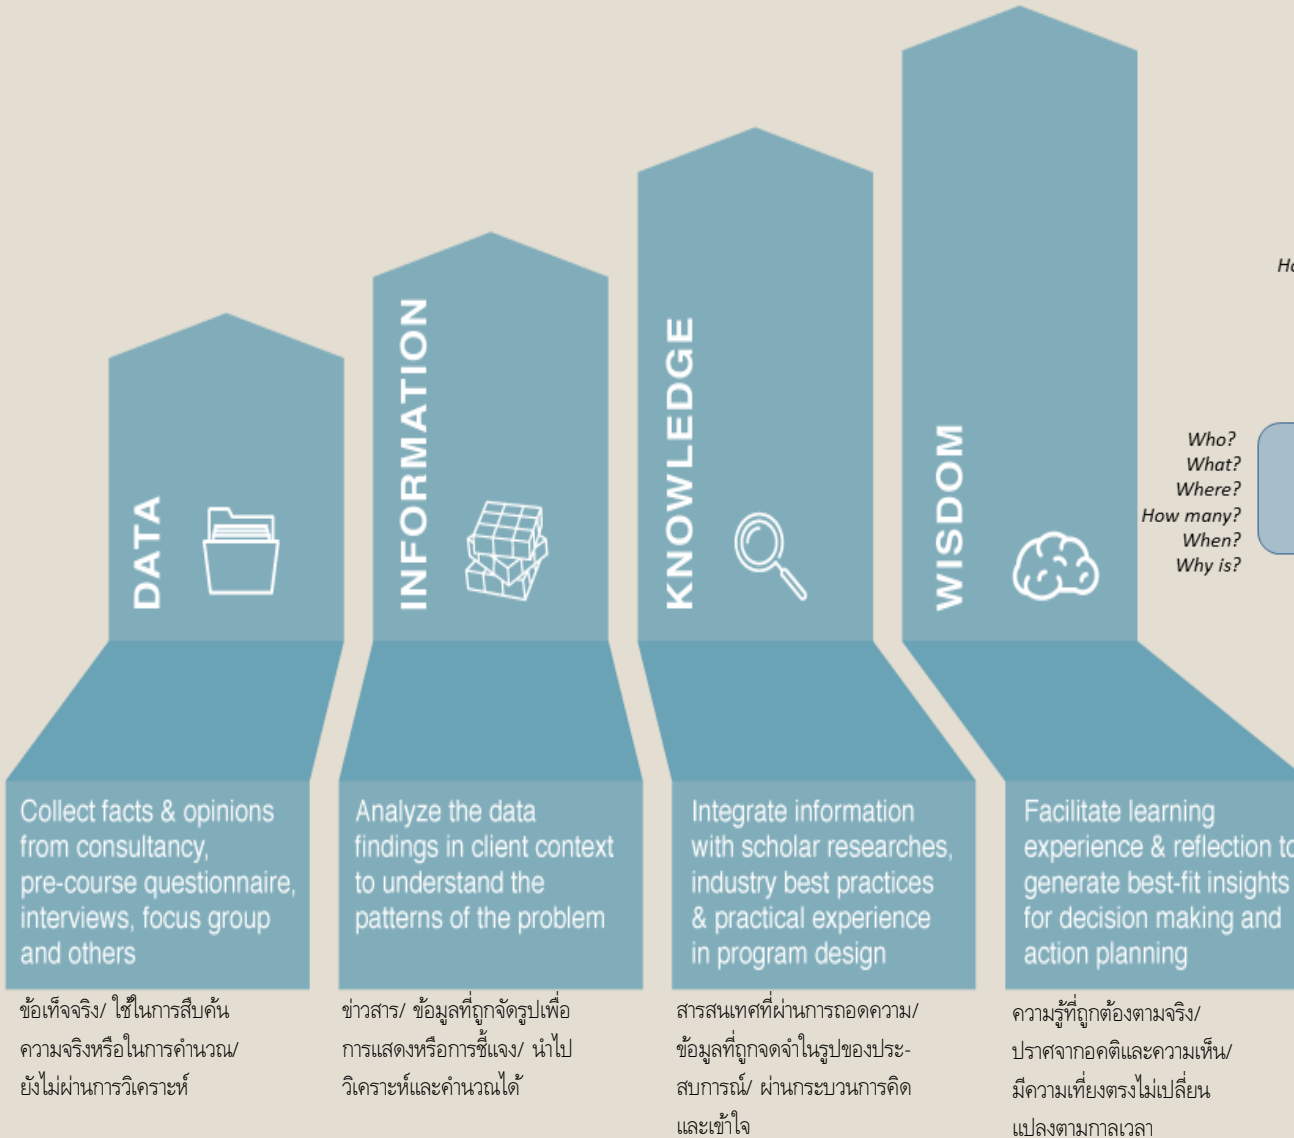 DATA
INFORMATION
KNOWLEDGE
WISDOM
Who?
What?
Where?
How many?
When?
Why is?
Collect facts & opinions
from consultancy,
pre-course questionnaire,
interviews, focus group
and others
Analyze the data
findings in client context
to understand the
patterns of the problem
Integrate information
with scholar researches,
industry best practices
& practical experience
in program design
Facilitate learning
experience & reflection to
generate best-fit insights
for decision making and
action planning
ข้อเท็จจริง/ ใช้ในการสืบค้น
ความจริงหรือในการคำนวณ/
ยังไม่ผ่านการวิเคราะห์
ข่าวสาร/ ข้อมูลที่ถูกจัดรูปเพื่อ
การแสดงหรือการชี้แจง/ นำไป
วิเคราะห์และคำนวณได้
สารสนเทศที่ผ่านการถอดความ/
ข้อมูลที่ถูกจดจำในรูปของประ-
สบการณ์/ ผ่านกระบวนการคิด
และเข้าใจ
ความรู้ที่ถูกต้องตามจริง/
ปราศจากอคติและความเห็น/
มีความเที่ยงตรงไม่เปลี่ยน
แปลงตามกาลเวลา